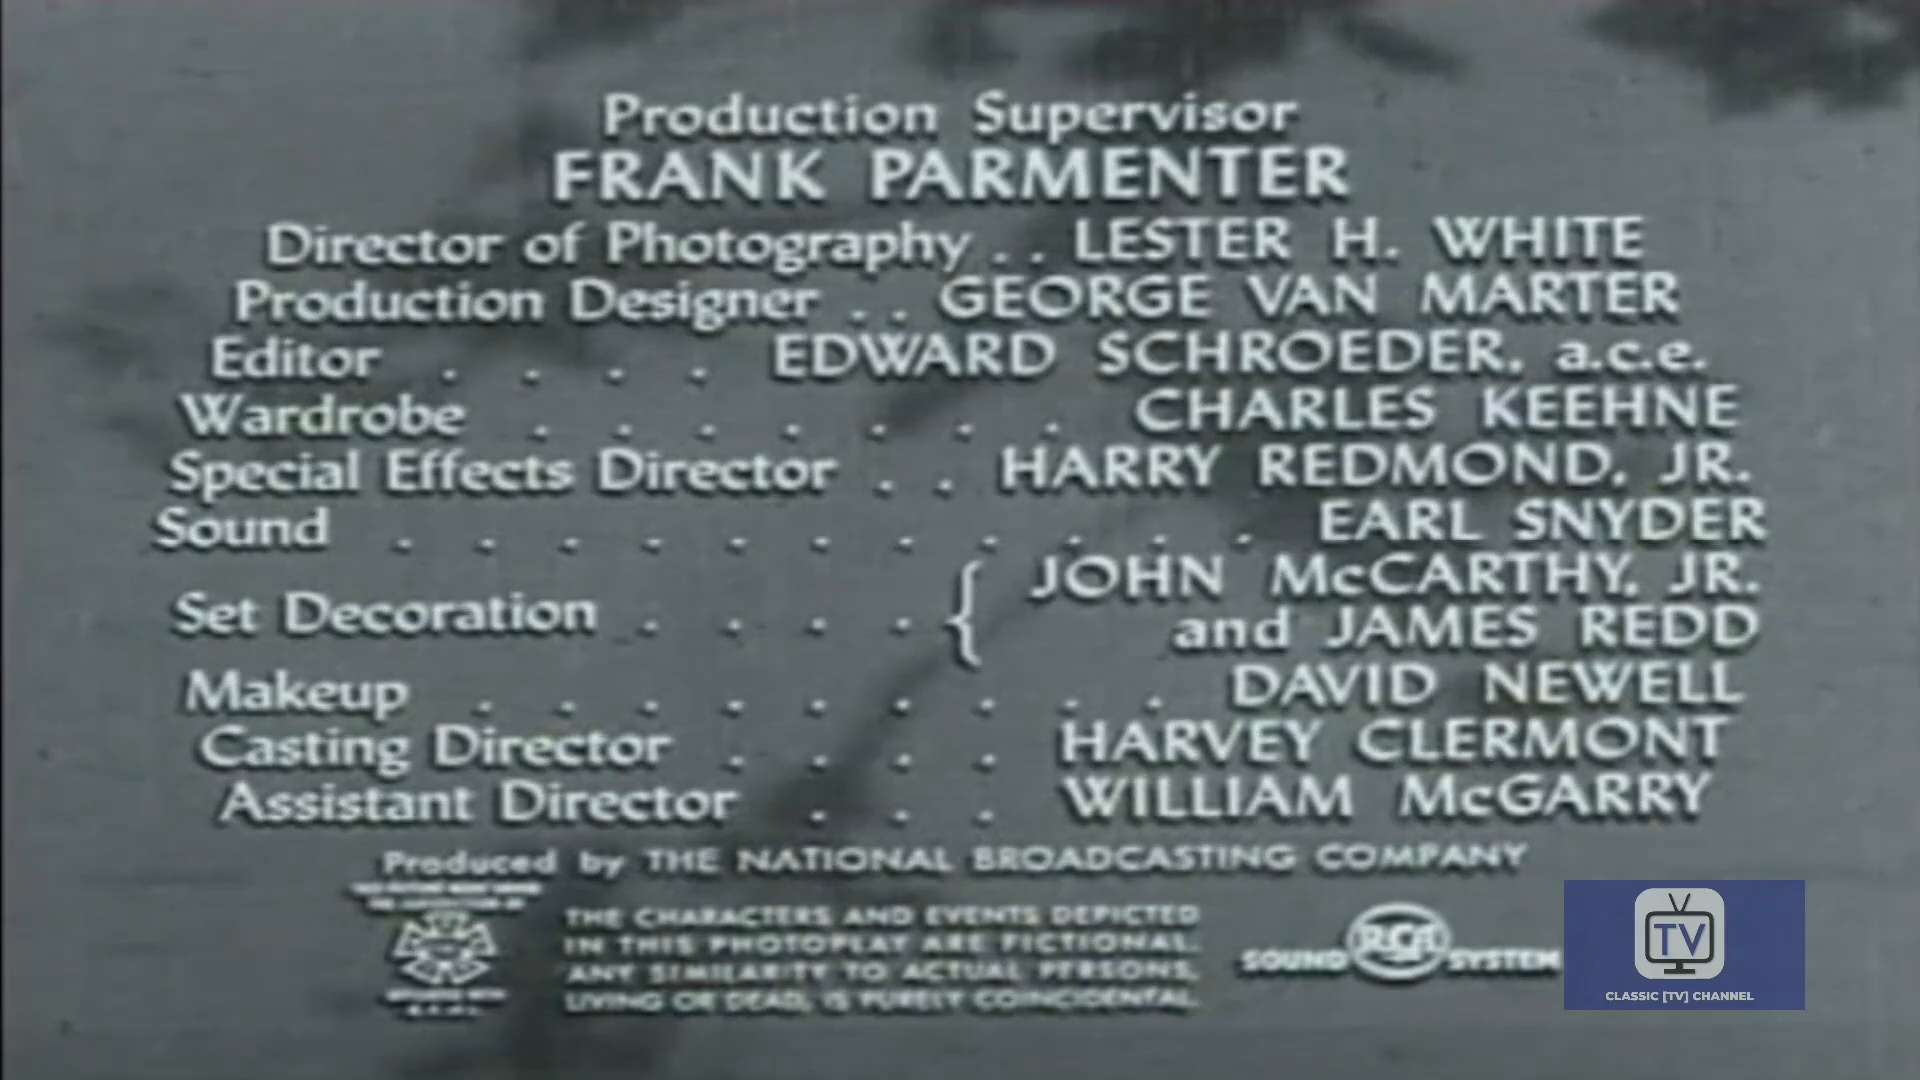 Production Supervisor
FRANK PARMENTER
Director of Photography . . LESTER H. WHITE
Production Designer . . GEORGE VAN MARTER
Editor . . . . EDWARD SCHROEDER, a.c.e.
Wardrobe . . . . . . . CHARLES KEEHNE
Special Effects Director . . HARRY REDMOND, JR.
Sound . . . . . . . . . . . EARL SNYDER
Set Decoration . . . . { JOHN McCARTHY, JR.
and JAMES REDD
Makeup . . . . . . . . . DAVID NEWELL
Casting Director . . . . HARVEY CLERMONT
Assistant Director . . . WILLIAM McGARRY
Produced by THE NATIONAL BROADCASTING COMPANY
THE CHARACTERS AND EVENTS DEPICTED
IN THIS PHOTOPLAY ARE FICTIONAL.
ANY SIMILARITY TO ACTUAL PERSONS,
LIVING OR DEAD, IS PURELY COINCIDENTAL.
SOUND RCA SYSTEM
TV
CLASSIC [TV] CHANNEL